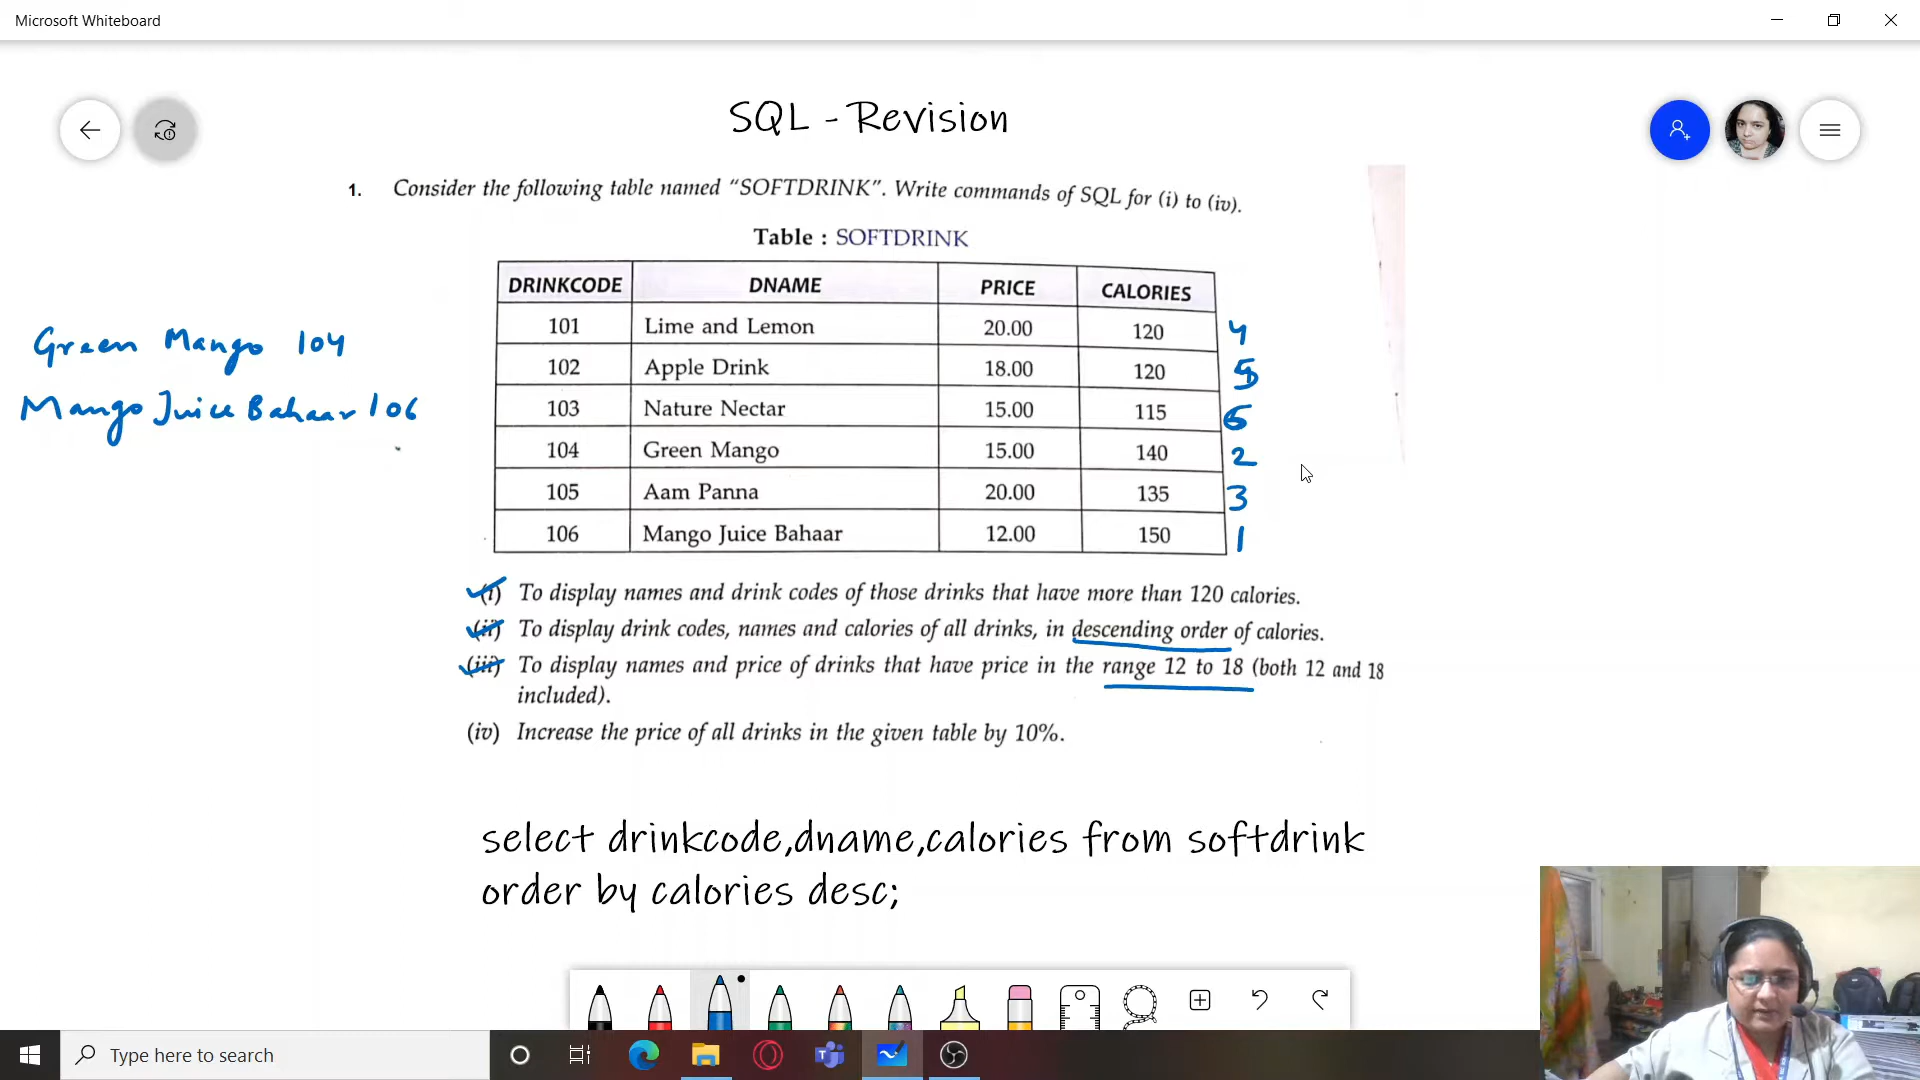 Microsoft Whiteboard
SQL - Revision
1. Consider the following table named “SOFTDRINK”. Write commands of SQL for (i) to (iv).
Table : SOFTDRINK
DRINKCODE DNAME PRICE CALORIES
101 Lime and Lemon 20.00 120 4
102 Apple Drink 18.00 120 5
103 Nature Nectar 15.00 115 6
104 Green Mango 15.00 140 2
105 Aam Panna 20.00 135 3
106 Mango Juice Bahaar 12.00 150 1
Green Mango 104
Mango Juice Bahaar 106
(i) To display names and drink codes of those drinks that have more than 120 calories.
(ii) To display drink codes, names and calories of all drinks, in descending order of calories.
(iii) To display names and price of drinks that have price in the range 12 to 18 (both 12 and 18
included).
(iv) Increase the price of all drinks in the given table by 10%.
select drinkcode,dname,calories from softdrink
order by calories desc;
Type here to search